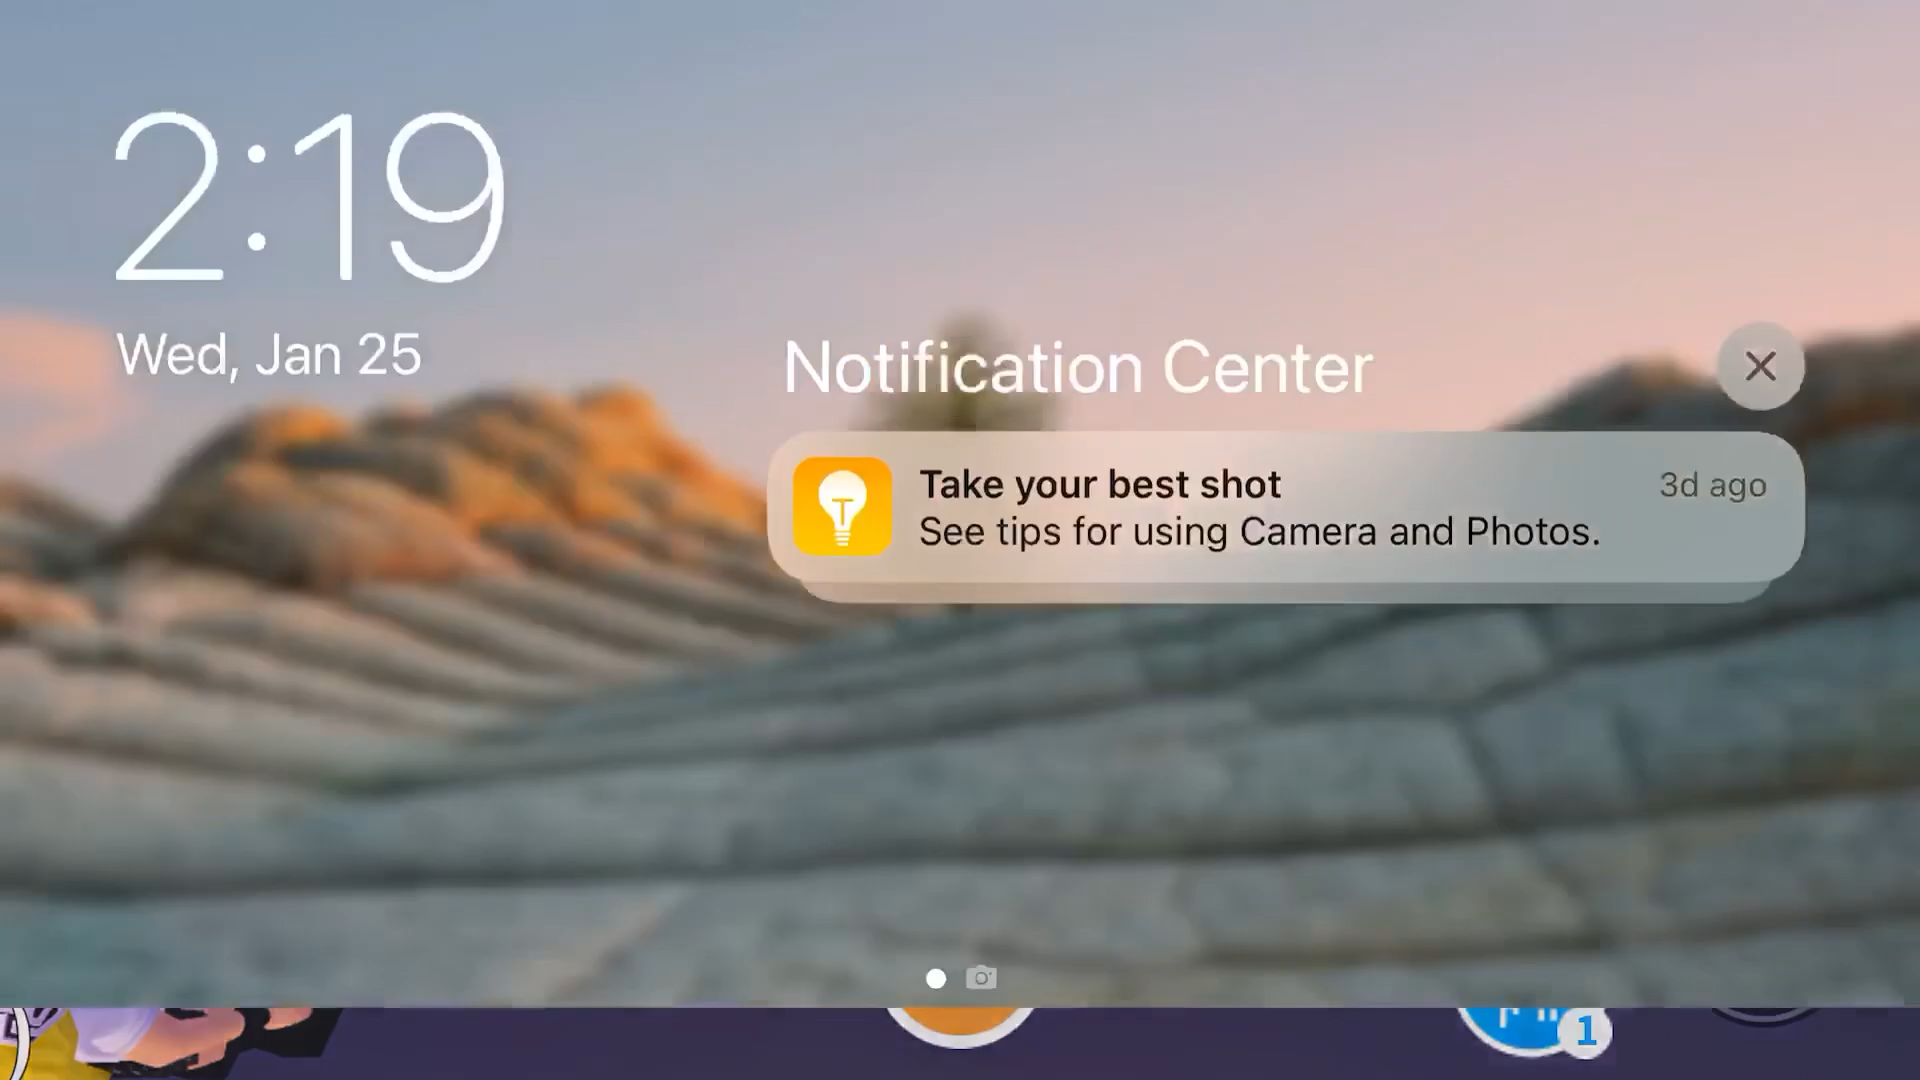 2:19
Wed, Jan 25
Notification Center
Take your best shot
3d ago
See tips for using Camera and Photos.
1